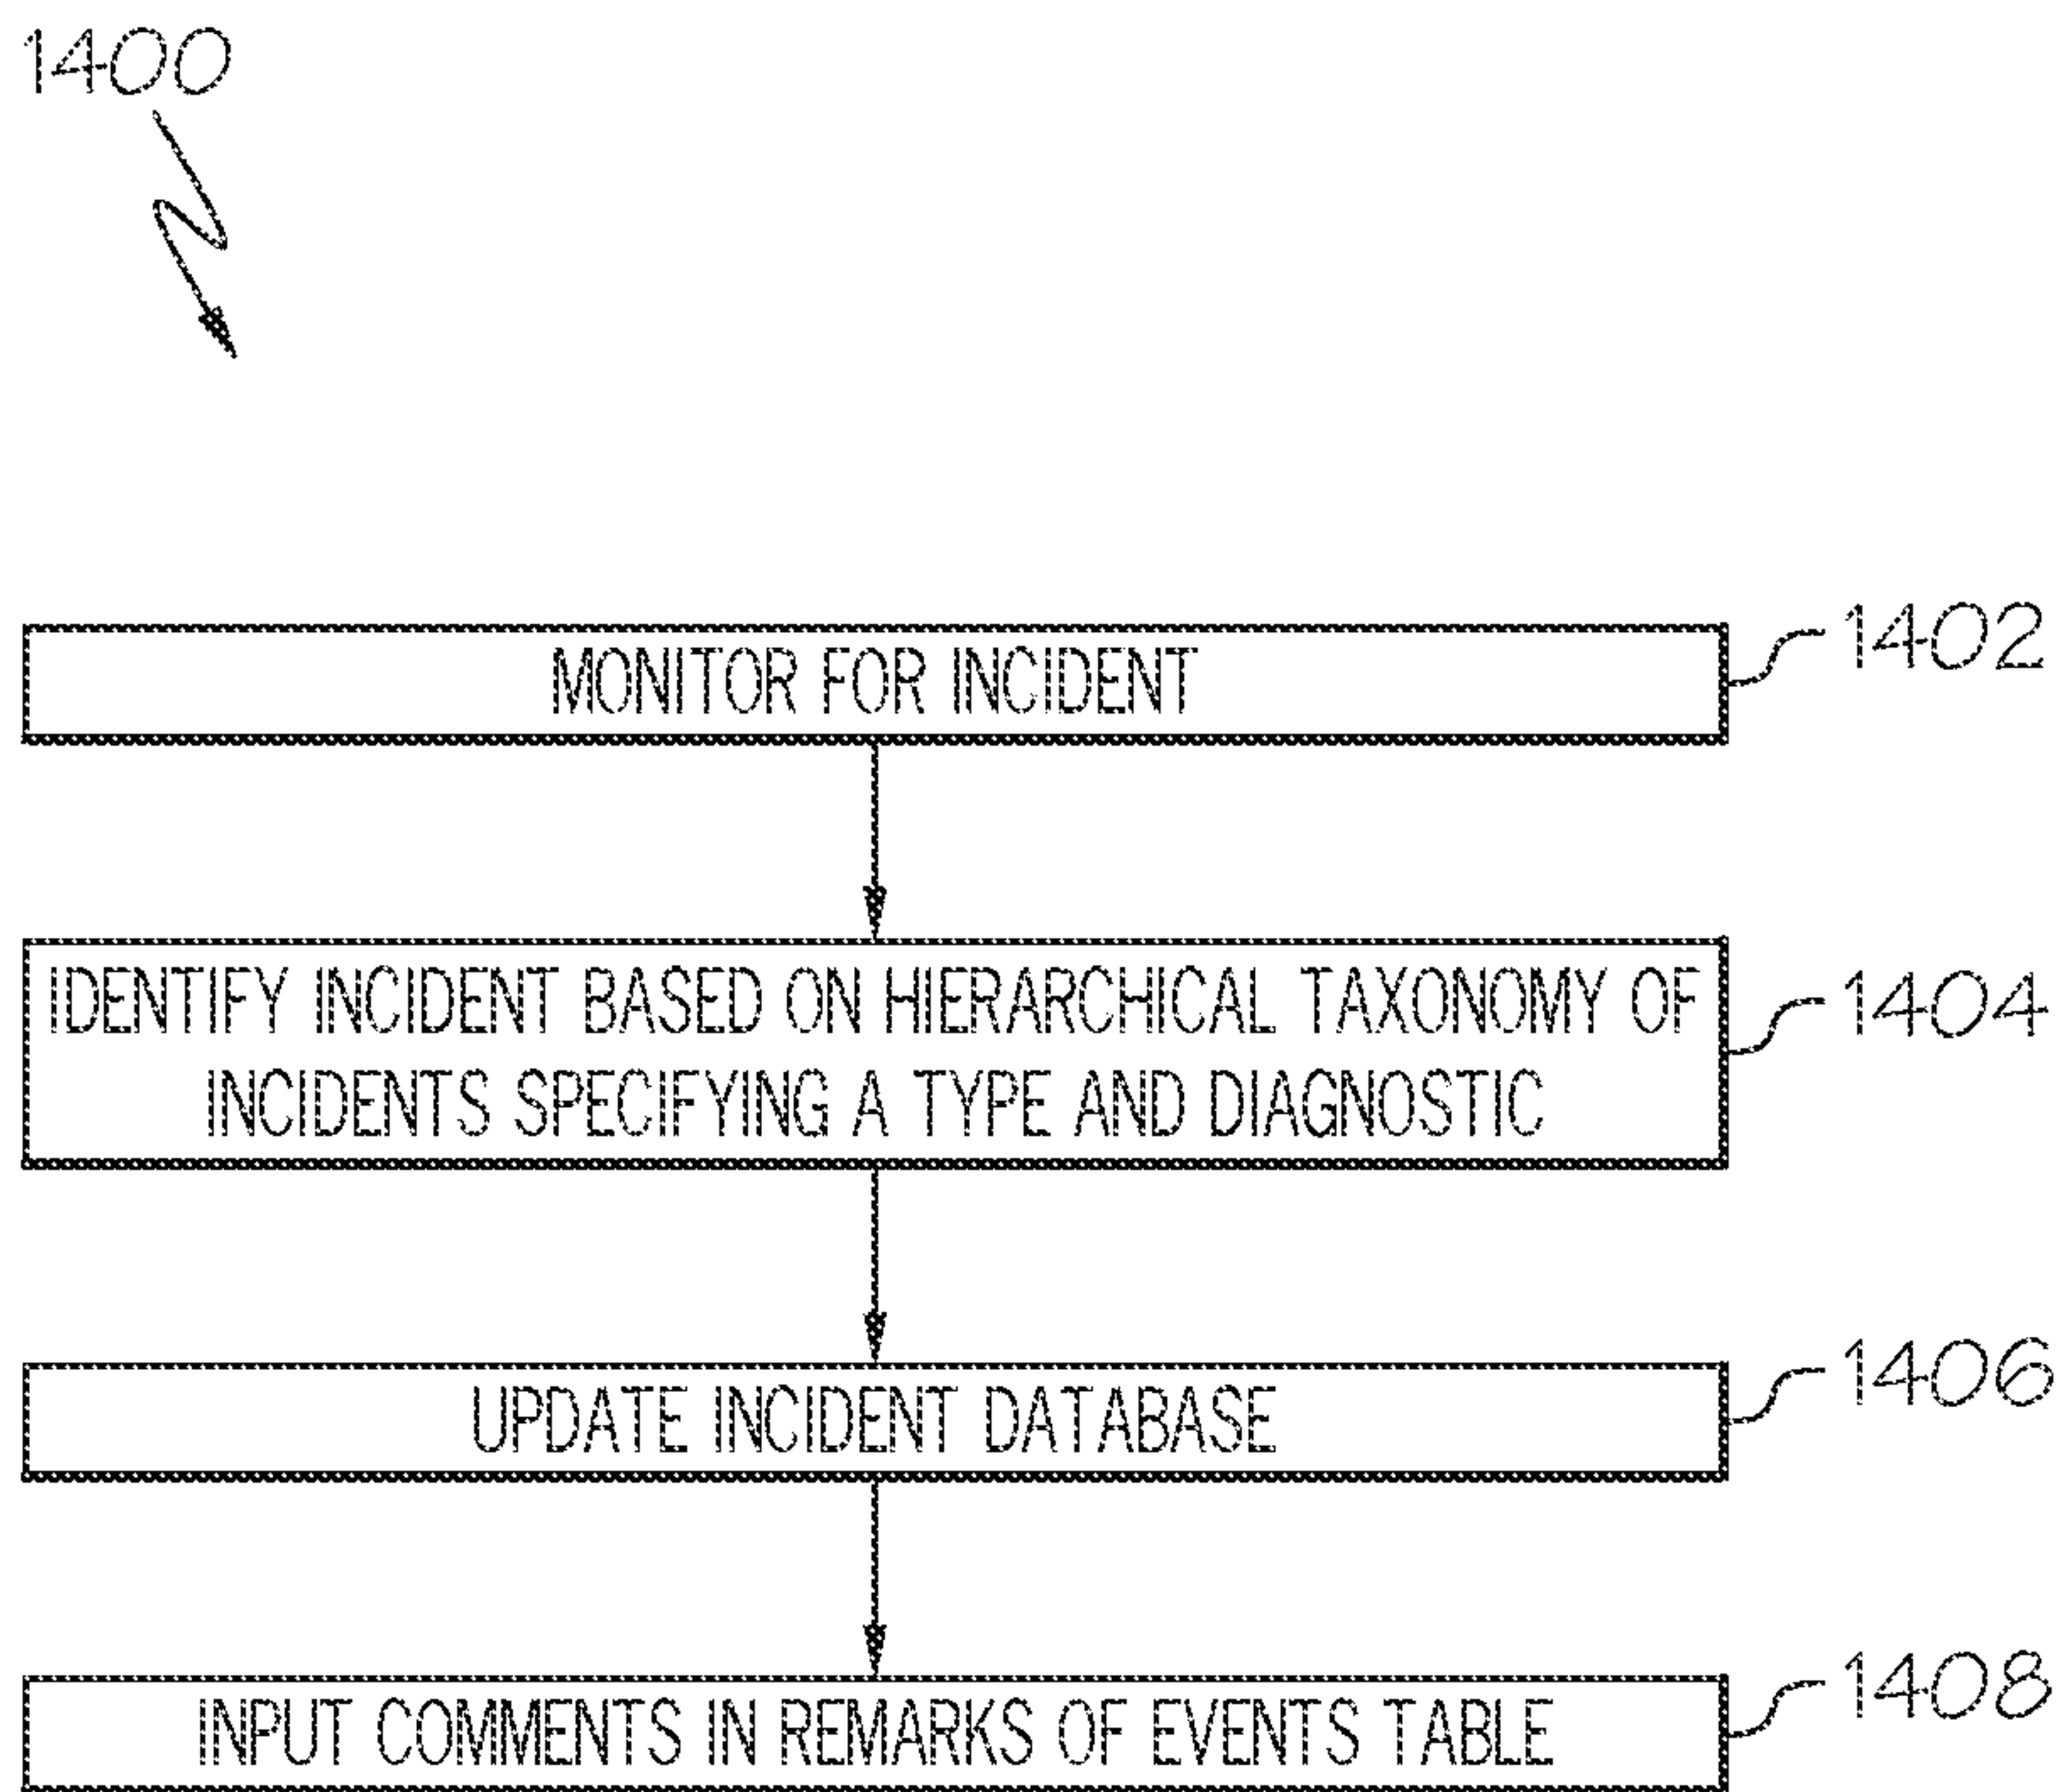 1400
MONITOR FOR INCIDENT
1402
IDENTIFY INCIDENT BASED ON HIERARCHICAL TAXONOMY OF
INCIDENTS SPECIFYING A TYPE AND DIAGNOSTIC
1404
UPDATE INCIDENT DATABASE
1406
INPUT COMMENTS IN REMARKS OF EVENTS TABLE
1408